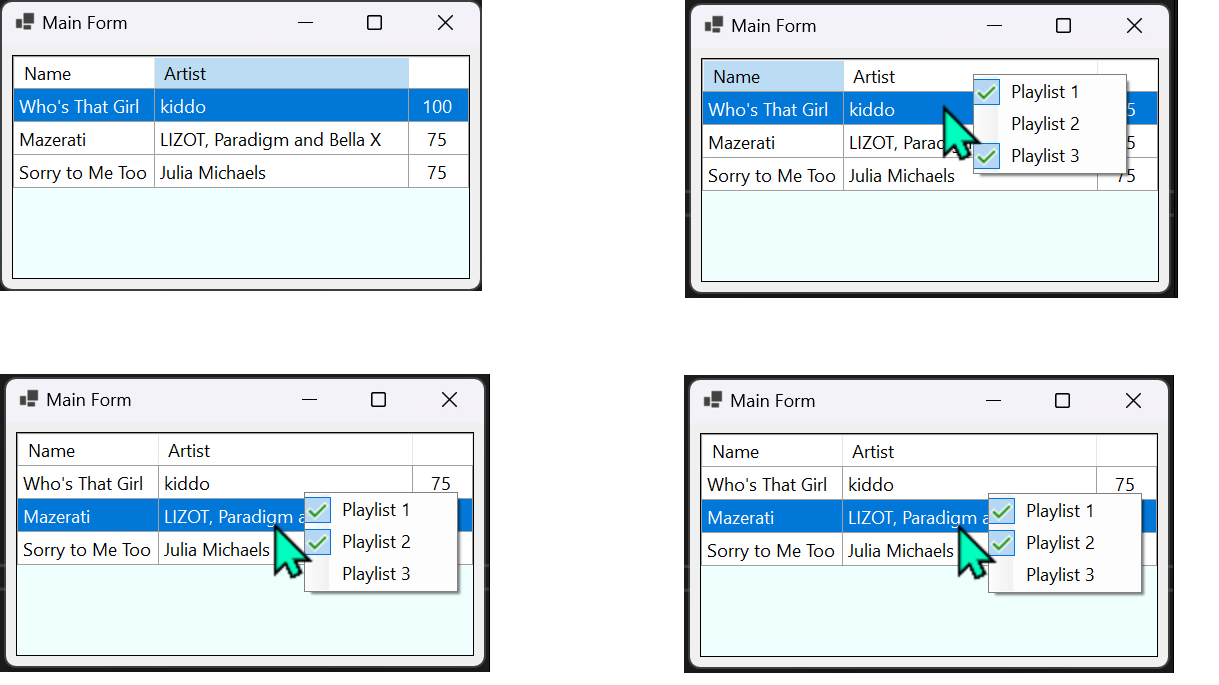 Main Form
Name Artist
Who's That Girl kiddo 100
Mazerati LIZOT, Paradigm and Bella X 75
Sorry to Me Too Julia Michaels 75
Main Form
Name Artist
Playlist 1
Who's That Girl kiddo 5
Playlist 2
Mazerati LIZOT, Parad 5
Playlist 3
Sorry to Me Too Julia Michaels 75
Main Form
Name Artist
Who's That Girl kiddo 75
Playlist 1
Mazerati LIZOT, Paradigm a
Playlist 2
Sorry to Me Too Julia Michaels
Playlist 3
Main Form
Name Artist
Who's That Girl kiddo 75
Playlist 1
Mazerati LIZOT, Paradigm a
Playlist 2
Sorry to Me Too Julia Michaels
Playlist 3